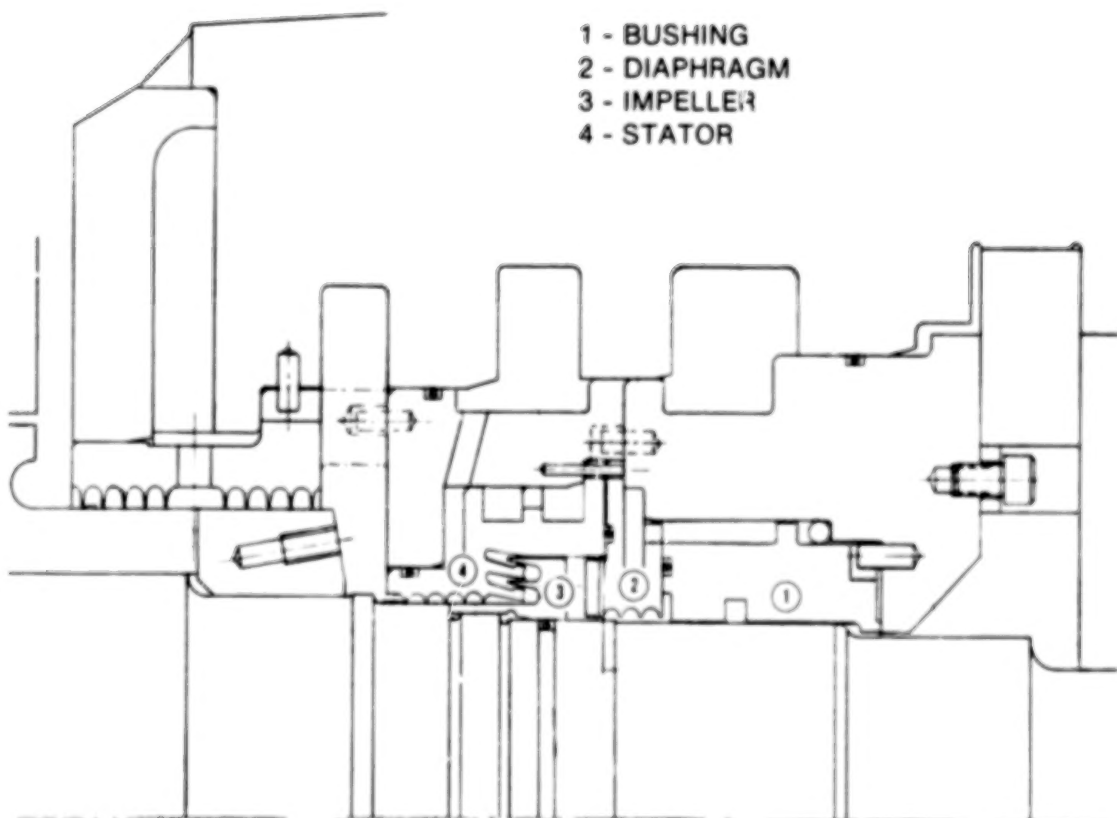 1 - BUSHING
2 - DIAPHRAGM
3 - IMPELLER
4 - STATOR
4
3
2
1